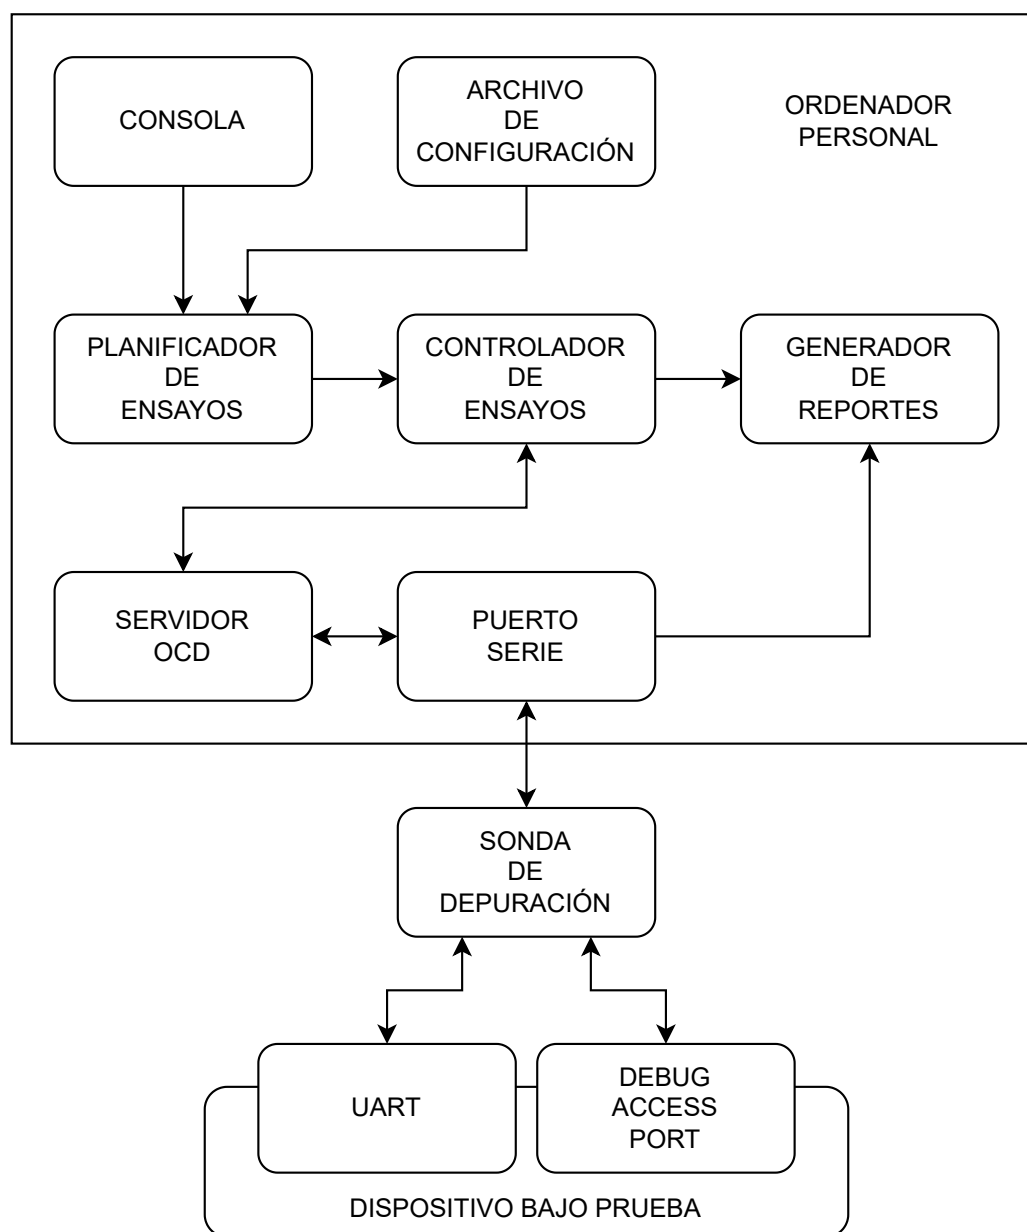 CONSOLA
ARCHIVO
DE
CONFIGURACIÓN
ORDENADOR
PERSONAL
PLANIFICADOR
DE
ENSAYOS
CONTROLADOR
DE
ENSAYOS
GENERADOR
DE
REPORTES
SERVIDOR
OCD
PUERTO
SERIE
SONDA
DE
DEPURACIÓN
UART
DEBUG
ACCESS
PORT
DISPOSITIVO BAJO PRUEBA